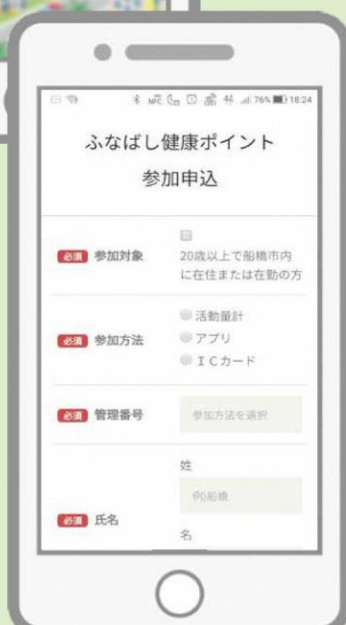 76% 18:24
ふなばし健康ポイント
参加申込
必須 参加対象
20歳以上で船橋市内
に在住または在勤の方
必須 参加方法
活動量計
アプリ
ＩＣカード
必須 管理番号
参加方法を選択
姓
例)船橋
必須 氏名
名